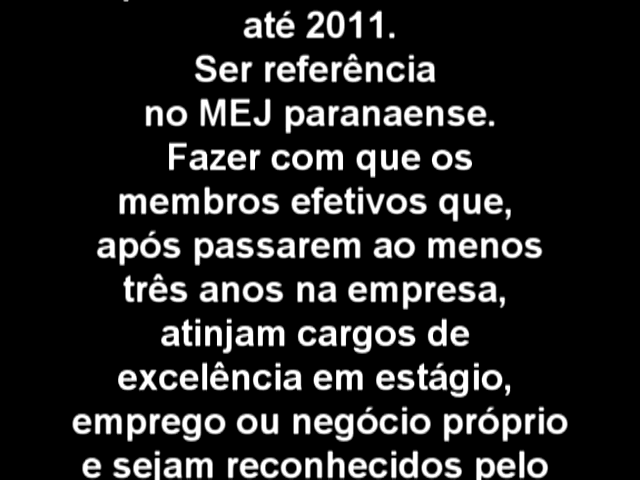 até 2011.
Ser referência
no MEJ paranaense.
Fazer com que os
membros efetivos que,
após passarem ao menos
três anos na empresa,
atinjam cargos de
excelência em estágio,
emprego ou negócio próprio
e sejam reconhecidos pelo